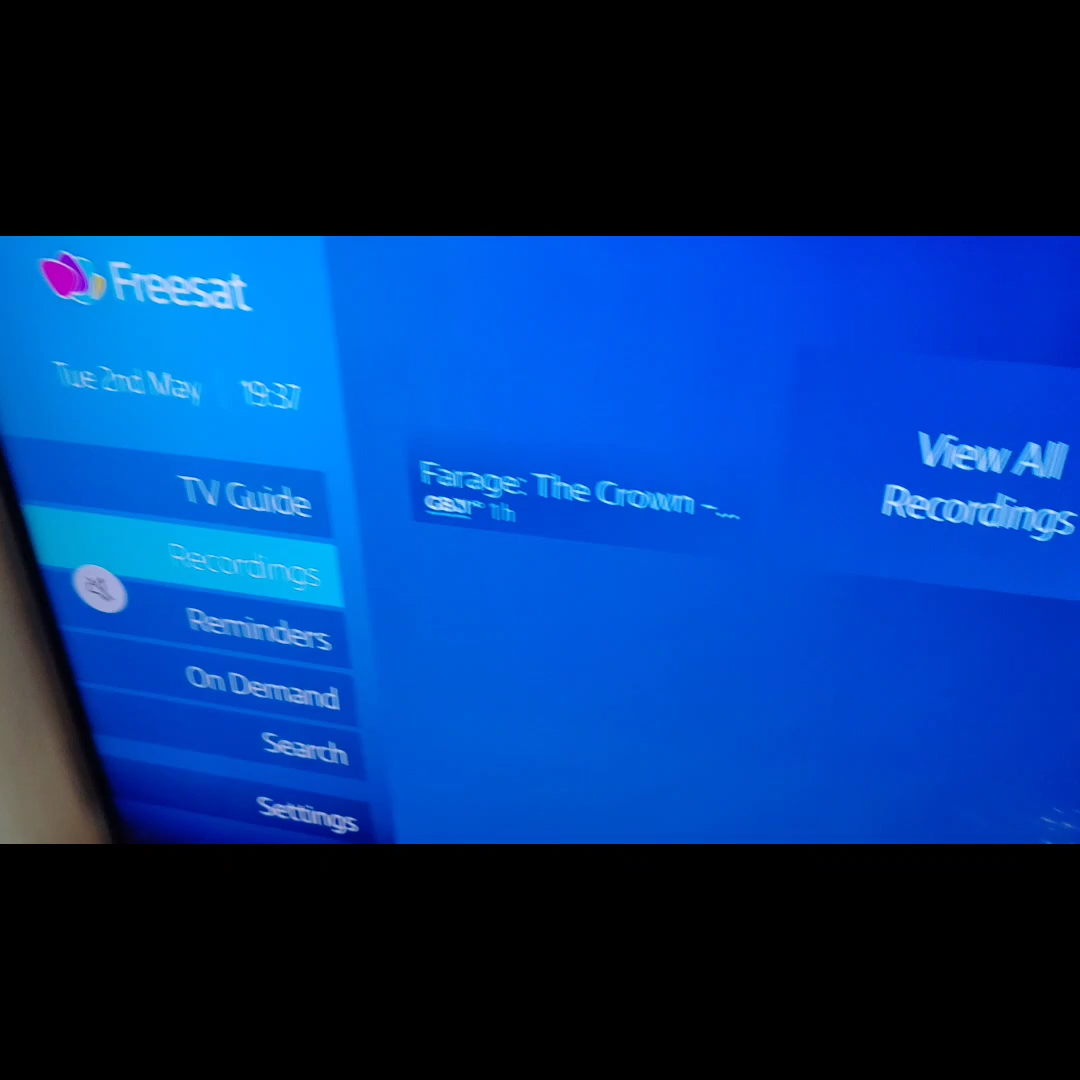 Freesat
Tue 2nd May 19:37
TV Guide
Recordings
Reminders
On Demand
Search
Settings
Farage: The Crown -...
1h
View All
Recordings